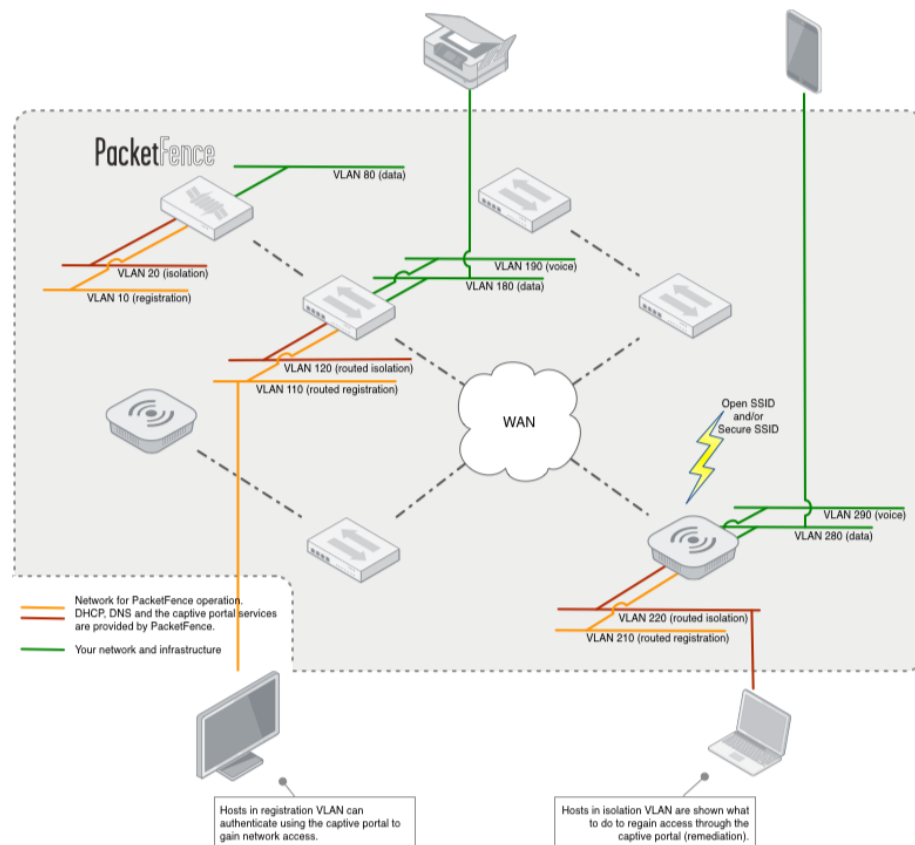 PacketFence
VLAN 80 (data)
VLAN 20 (isolation)
VLAN 10 (registration)
VLAN 190 (voice)
VLAN 180 (data)
VLAN 120 (routed isolation)
VLAN 110 (routed registration)
WAN
Open SSID
and/or
Secure SSID
VLAN 290 (voice)
VLAN 280 (data)
VLAN 220 (routed isolation)
VLAN 210 (routed registration)
Network for PacketFence operation.
DHCP, DNS and the captive portal services
are provided by PacketFence.
Your network and infrastructure
Hosts in registration VLAN can
authenticate using the captive portal to
gain network access.
Hosts in isolation VLAN are shown what
to do to regain access through the
captive portal (remediation).